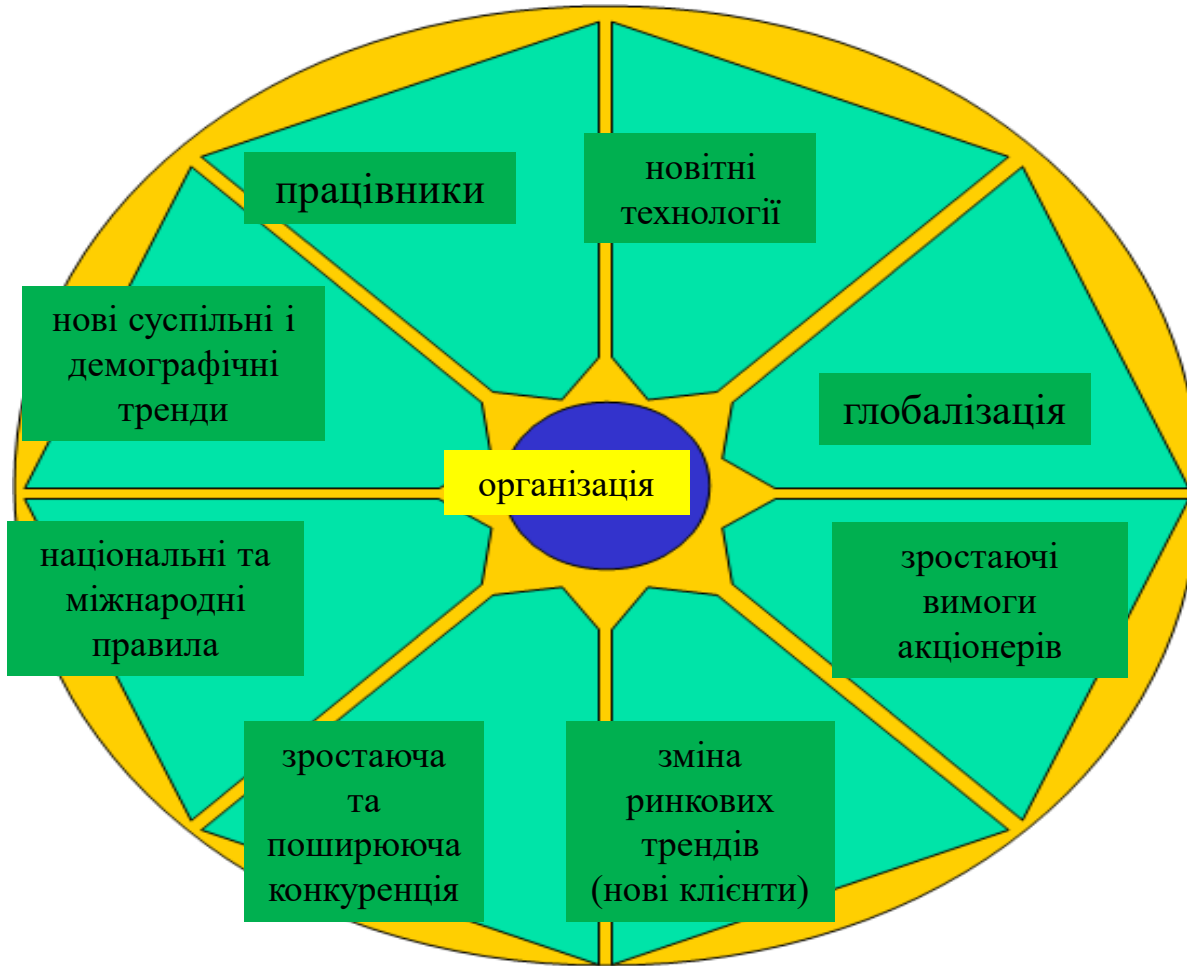 працівники
новітні
технології
нові суспільні і
демографічні
тренди
глобалізація
організація
національні та
міжнародні
правила
зростаючі
вимоги
акціонерів
зростаюча
та
поширююча
конкуренція
зміна
ринкових
трендів
(нові клієнти)